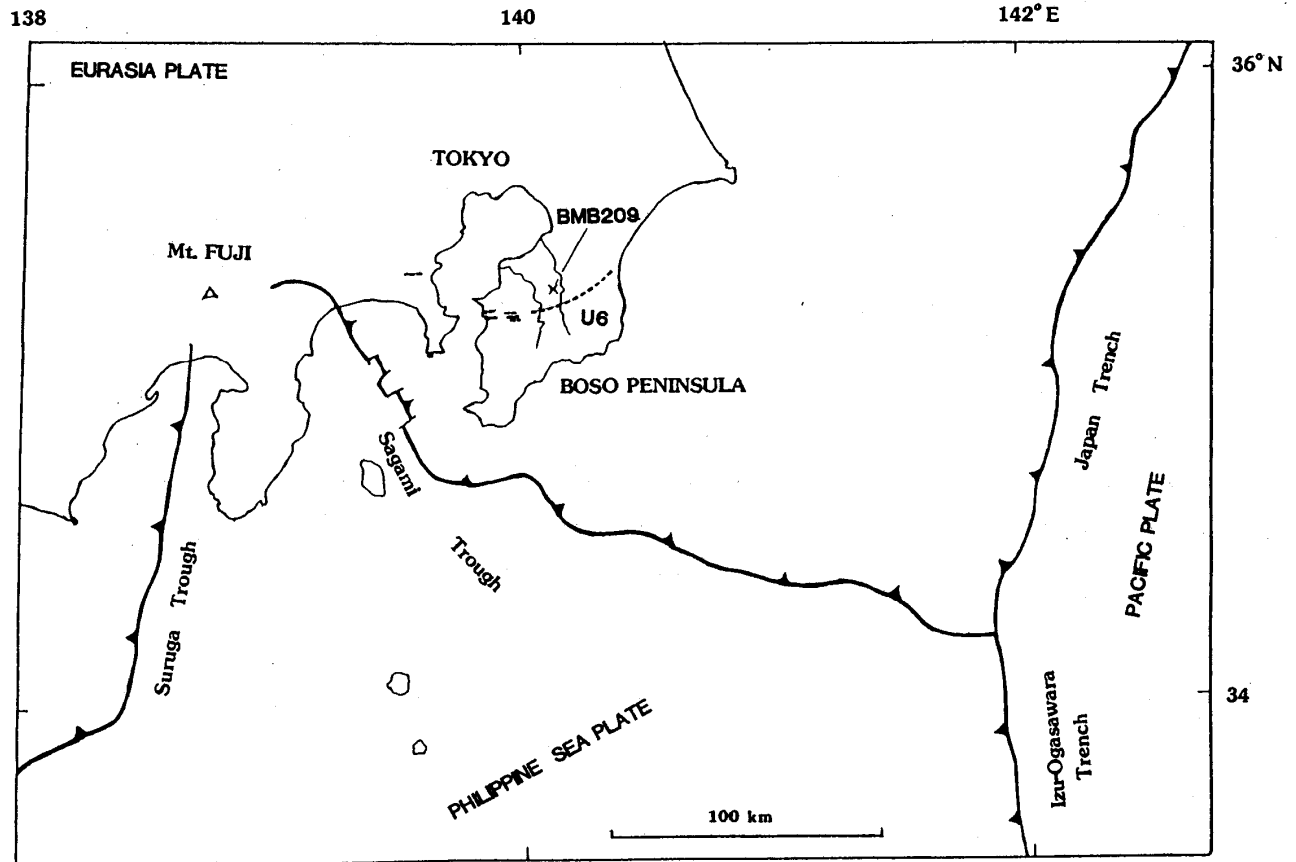 138
140
142° E
EURASIA PLATE
36° N
TOKYO
BMB209
Mt. FUJI
U6
BOSO PENINSULA
Japan Trench
Sagami
Trough
PACIFIC PLATE
Suruga Trough
34
Izu-Ogasawara
Trench
PHILIPPINE SEA PLATE
100 km